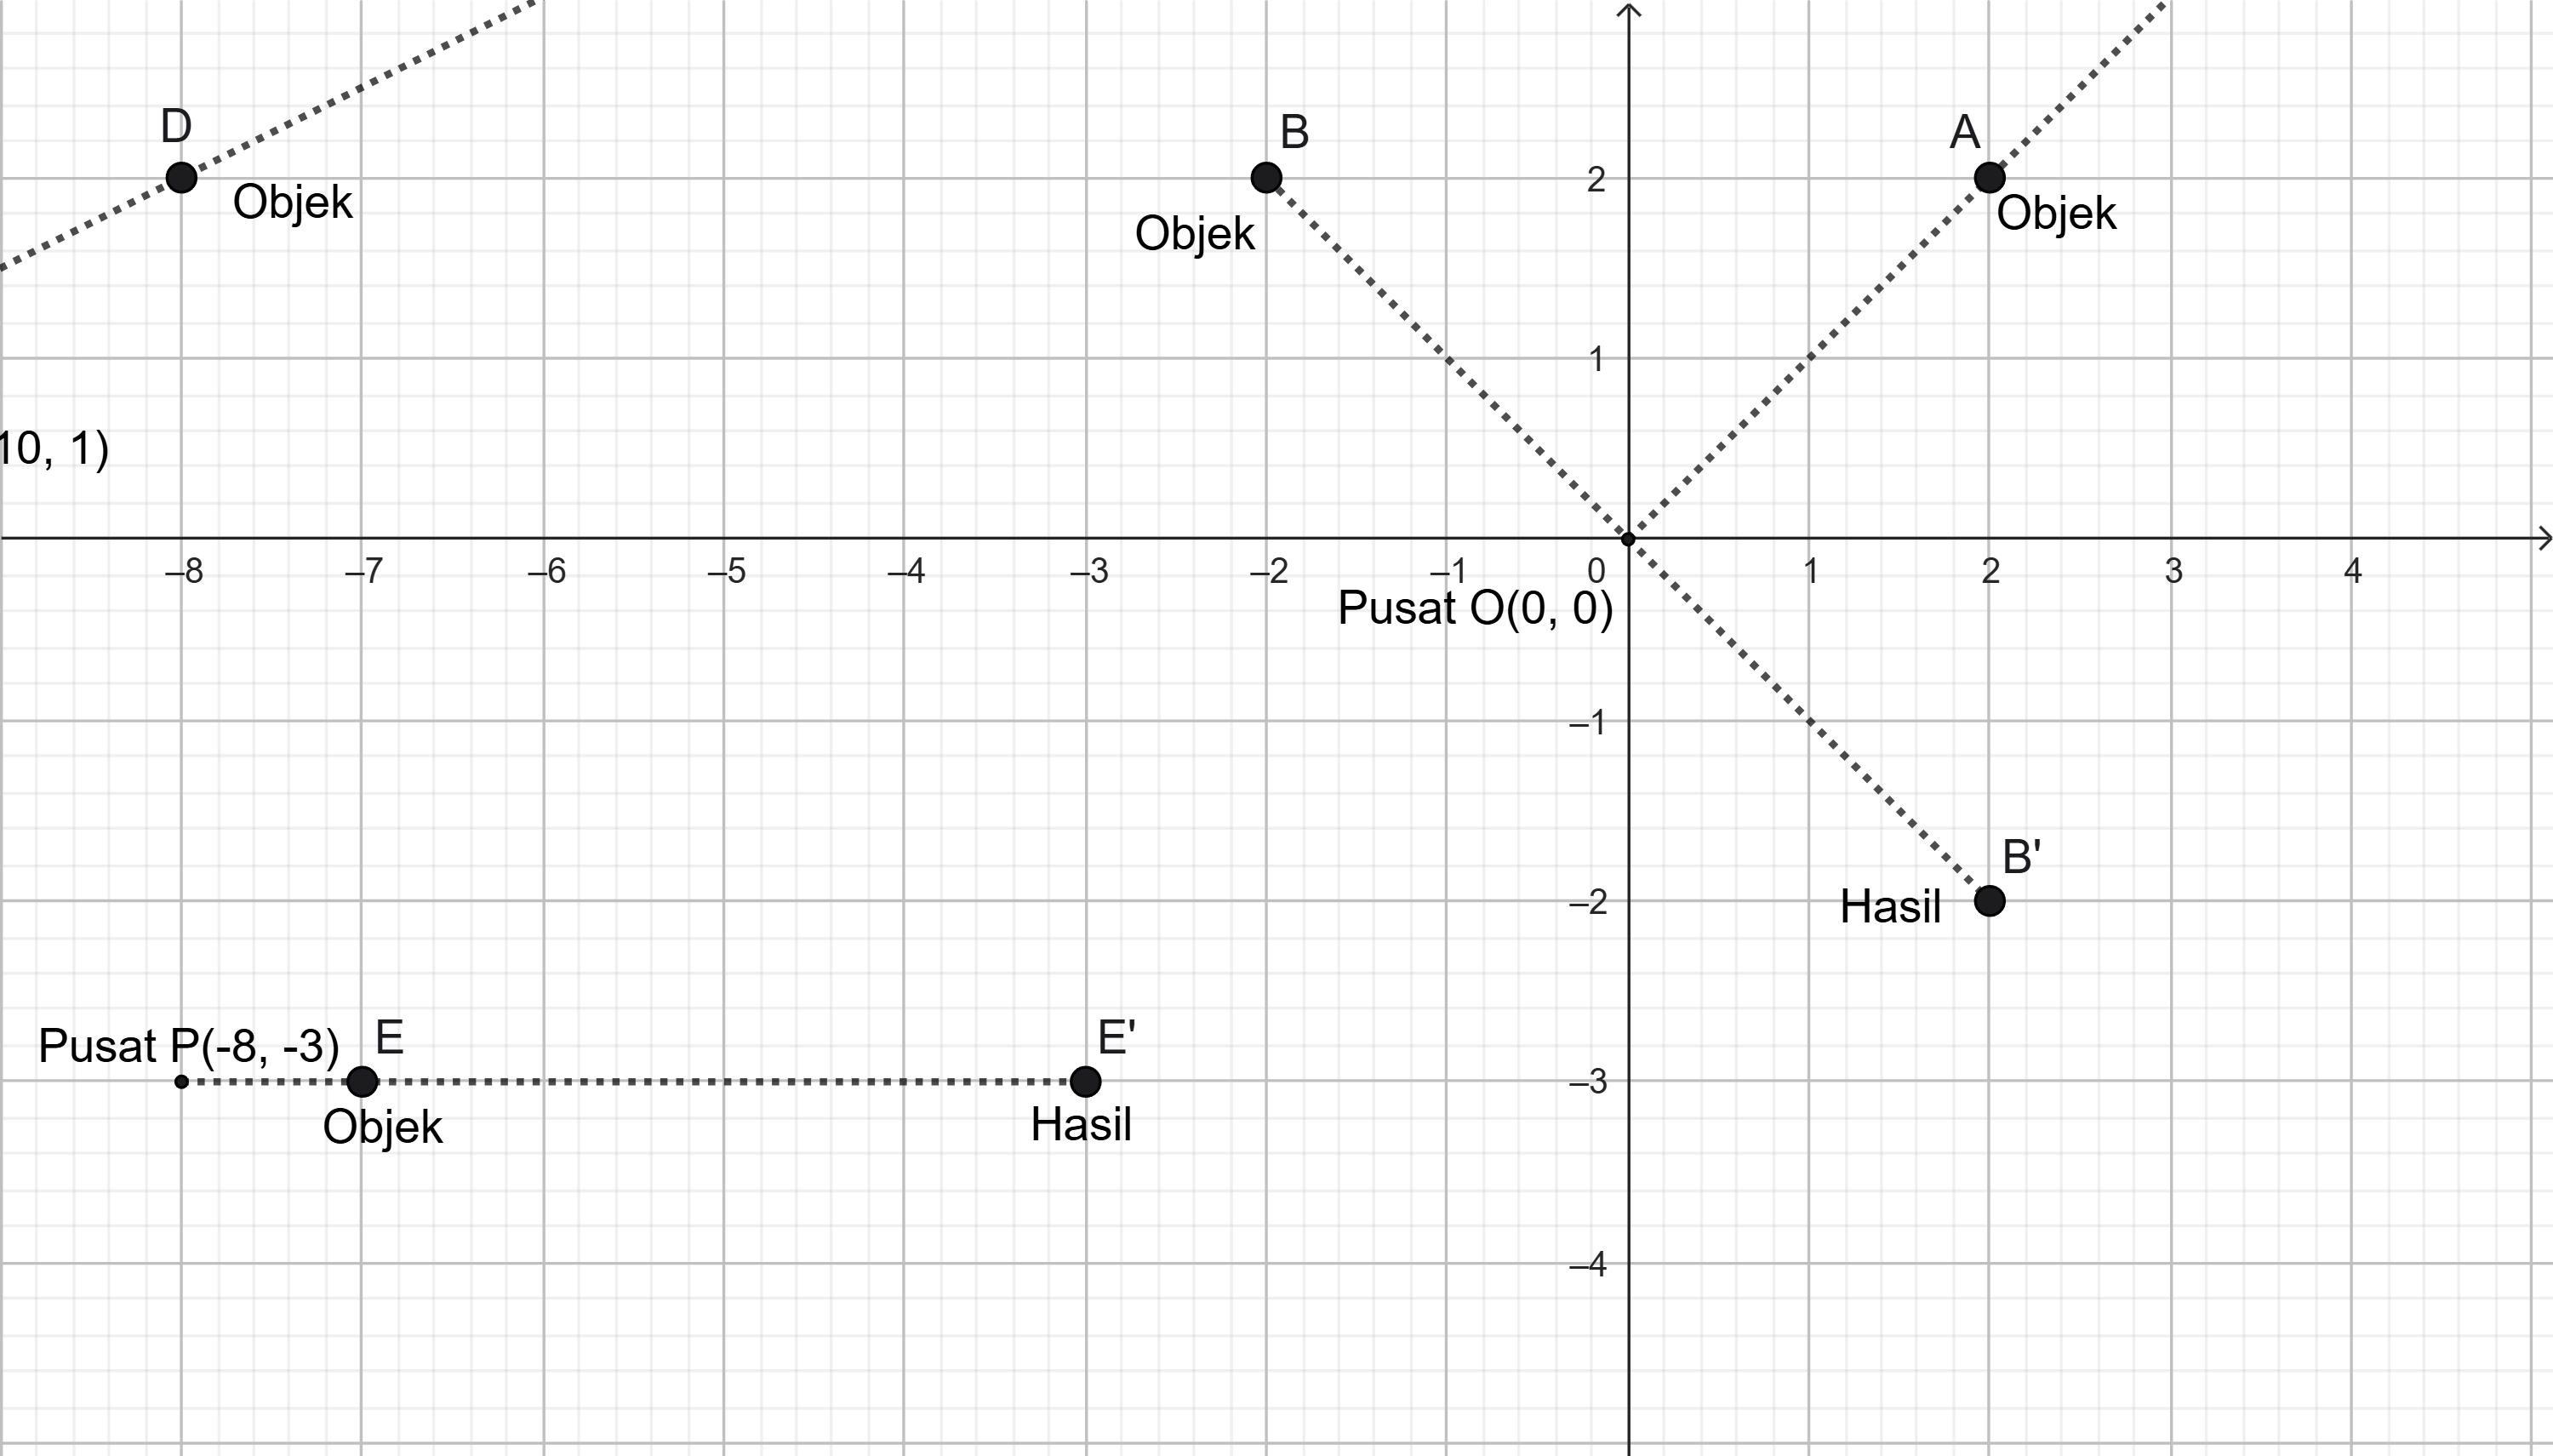 D
B
A
Objek
2
Objek
Objek
1
10, 1)
–8 –7 –6 –5 –4 –3 –2 –1 0 1 2 3 4
Pusat O(0, 0)
–1
B'
–2
Hasil
Pusat P(-8, -3)
E
E'
–3
Objek
Hasil
–4